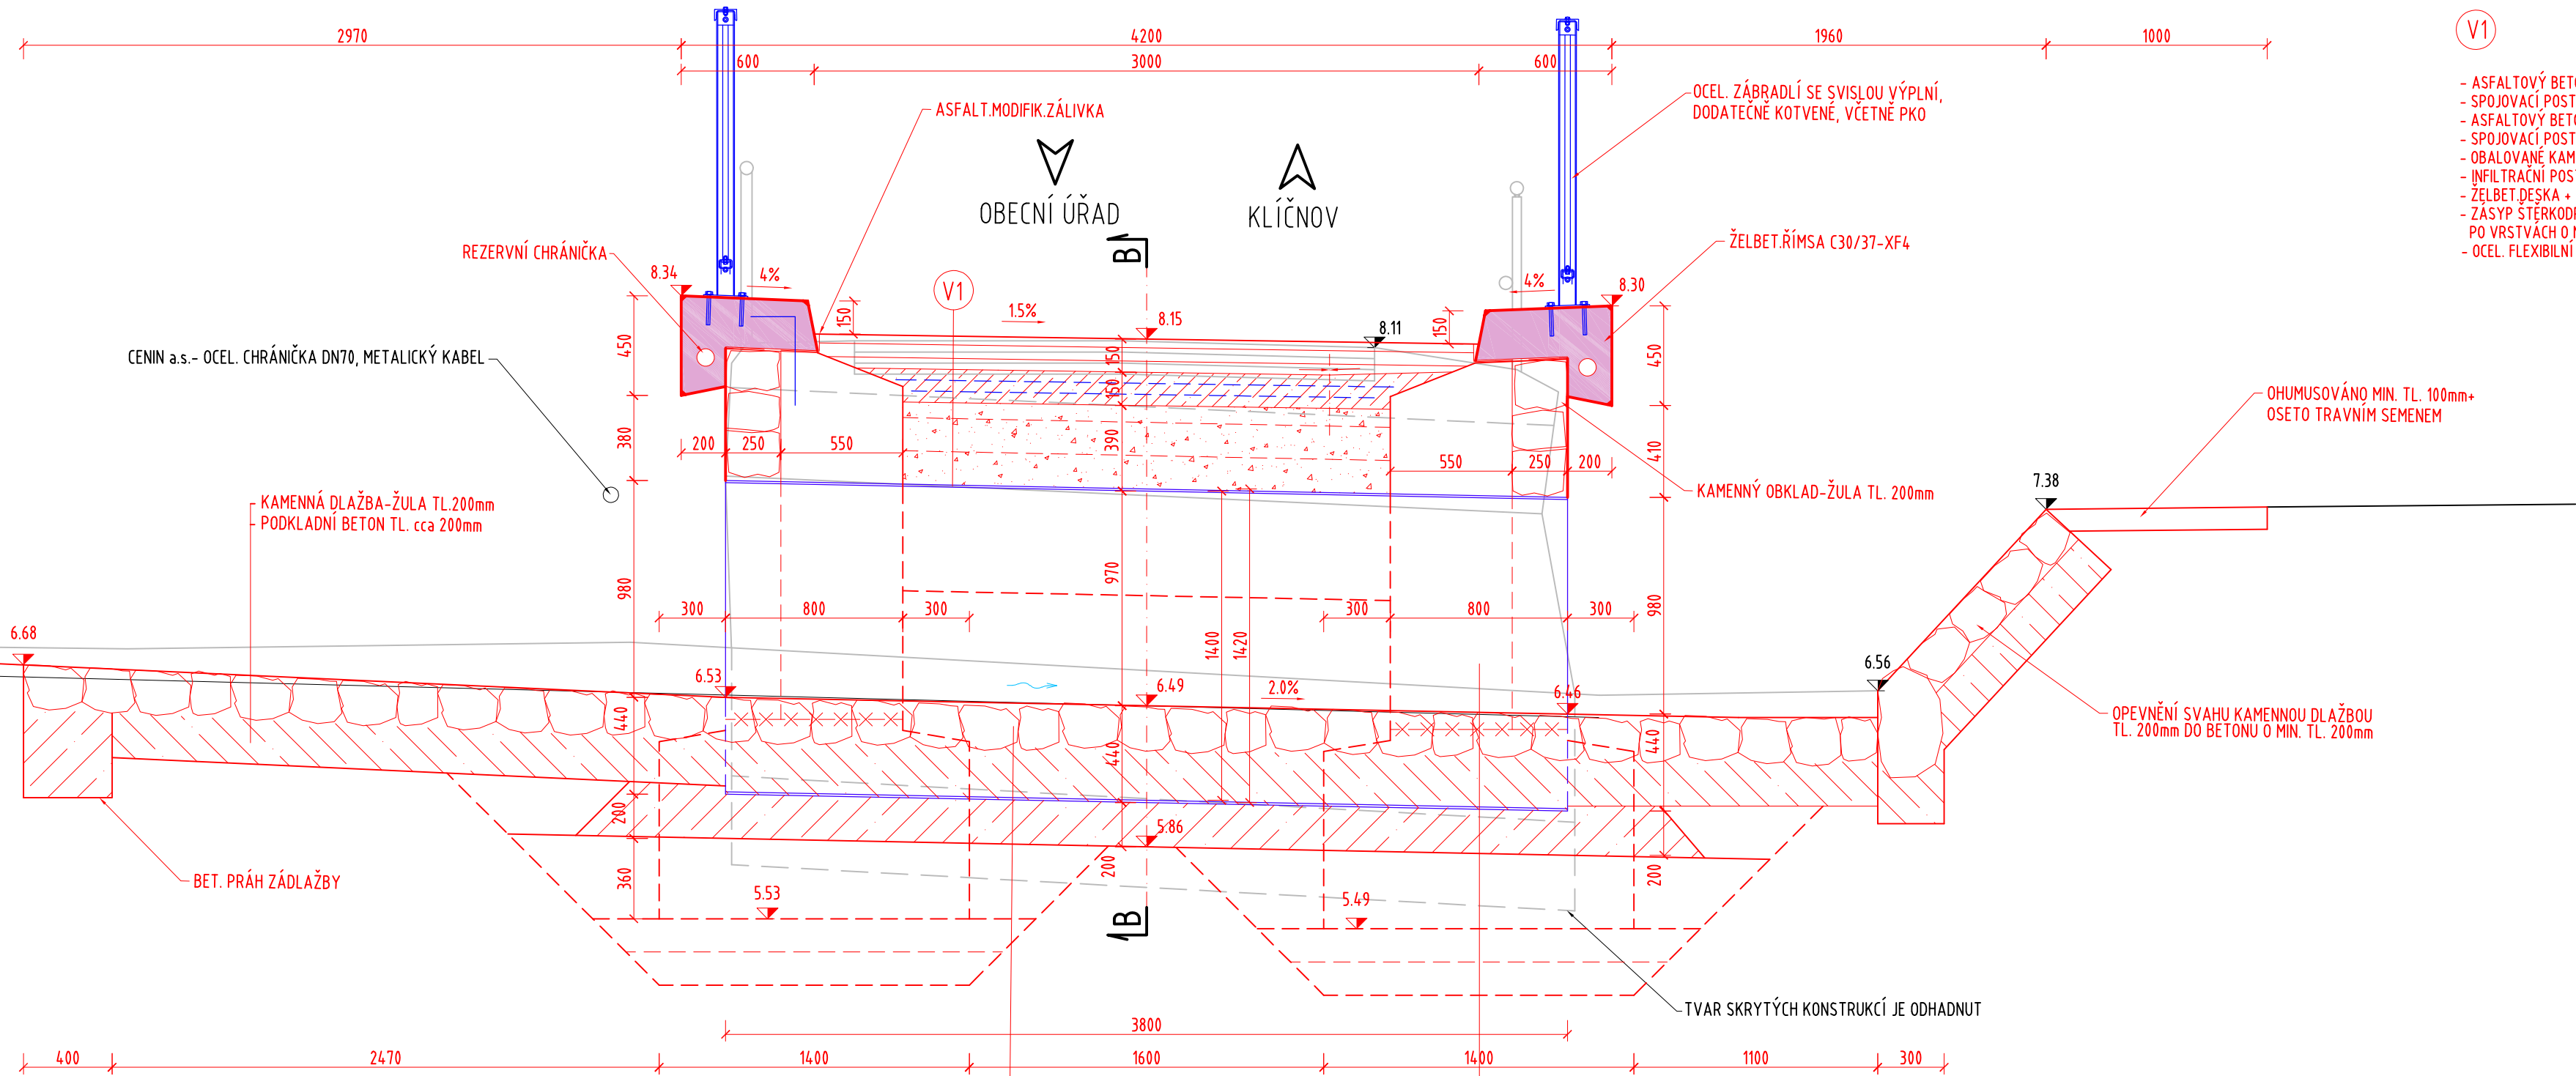 2970
4200
1960
1000
600
3000
600
V1
- ASFALTOVÝ
- SPOJOVACÍ
- ASFALTOVÝ
- SPOJOVACÍ
- OBALOVANÉ
- INFILTRAČNÍ
- ŽELBET.DESKA +
- ZÁSYP
PO VRSTVÁCH O
- OCEL. FLEXIBILNÍ
OCEL. ZÁBRADLÍ SE SVISLOU VÝPLNÍ,
DODATEČNĚ KOTVENÉ, VČETNĚ PKO
ASFALT.MODIFIK.ZÁLIVKA
OBECNÍ ÚŘAD
KLÍČNOV
B
REZERVNÍ CHRÁNIČKA
ŽELBET.ŘÍMSA C30/37-XF4
8.34
4%
V1
1.5%
4%
8.30
150
8.15
150
8.11
450
150
450
CENIN a.s.- OCEL. CHRÁNIČKA DN70, METALICKÝ KABEL
150
OHUMUSOVÁNO MIN. TL. 100mm+
OSETO TRAVNÍM SEMENEM
380
200
250
550
390
550
250
200
410
KAMENNÝ OBKLAD-ŽULA TL. 200mm
7.38
- KAMENNÁ DLAŽBA-ŽULA TL.200mm
- PODKLADNÍ BETON TL. cca 200mm
980
970
980
300
800
300
300
800
300
1400
1420
6.68
6.53
6.49
2.0%
6.46
6.56
440
440
440
OPEVNĚNÍ SVAHU KAMENNOU DLAŽBOU
TL. 200mm DO BETONU O MIN. TL. 200mm
200
5.86
200
200
360
BET. PRÁH ZÁDLAŽBY
5.53
5.49
B
TVAR SKRYTÝCH KONSTRUKCÍ JE ODHADNUT
3800
400
2470
1400
1600
1400
1100
300